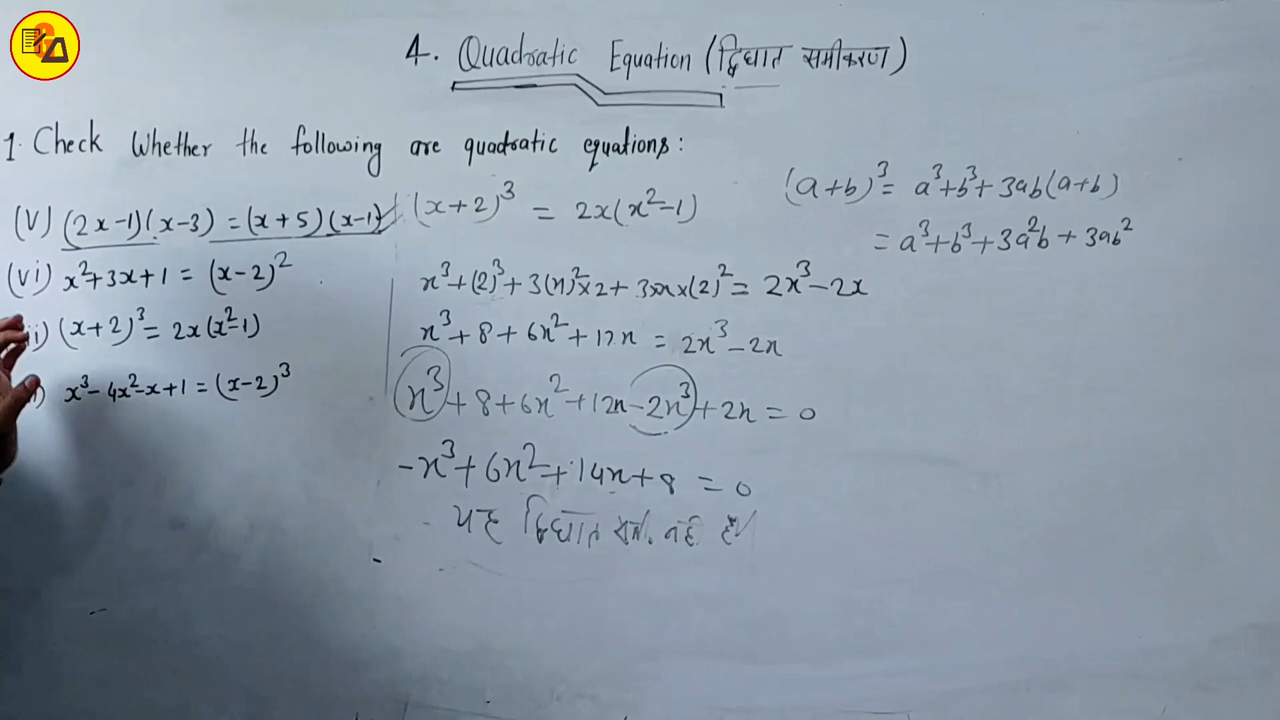 4. Quadratic Equation (द्विघात समीकरण)
1. Check Whether the following are quadratic equations:
(V) (2x-1)(x-3) = (x+5)(x-1)
(vi) x²+3x+1 = (x-2)²
ii) (x+2)³ = 2x(x²-1)
i) x³-4x²-x+1 = (x-2)³
(x+2)³ = 2x(x²-1)
x³+(2)³+3(x)²×2+3×x×(2)² = 2x³-2x
x³+8+6x²+12x = 2x³-2x
x³+8+6x²+12x-2x³+2x = 0
-x³+6x²+14x+8 = 0
यह द्विघात समी. नहीं है
(a+b)³ = a³+b³+3ab(a+b)
= a³+b³+3a²b+3ab²